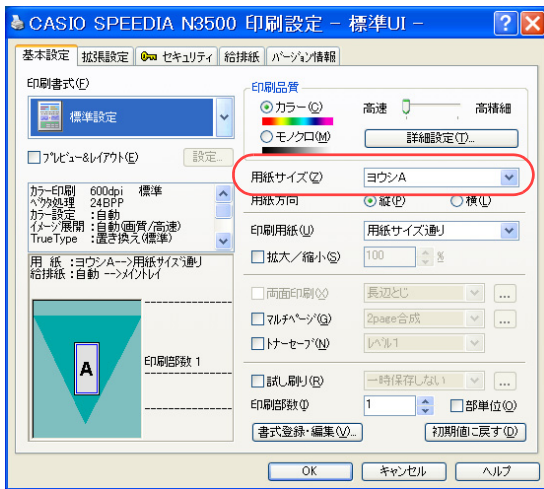 CASIO SPEEDIA N3500 印刷設定 - 標準UI -
基本設定 拡張設定 セキュリティ 給排紙 バージョン情報
印刷書式(F)
標準設定
プレビュー&レイアウト(E) 設定...
カラー印刷 600dpi 標準
ベクタ処理 24BPP
カラー設定 :自動
イメージ展開 :自動(画質/高速)
TrueType :置き換え(標準)
用 紙 :ヨウシA-->用紙サイズ通り
給排紙:自動 -->メイントレイ
A
印刷部数 1
印刷品質
カラー(C) 高速 高精細
モノクロ(M) 詳細設定(T)...
用紙サイズ(Z) ヨウシA
用紙方向 縦(P) 横(L)
印刷用紙(U) 用紙サイズ通り
拡大/縮小(S) 100 %
両面印刷(X) 長辺とじ ...
マルチページ(G) 2page合成 ...
トナーセーブ(N) レベル1
試し刷り(R) 一時保存しない ...
印刷部数(I) 1 部単位(O)
書式登録・編集(V)... 初期値に戻す(D)
OK キャンセル ヘルプ